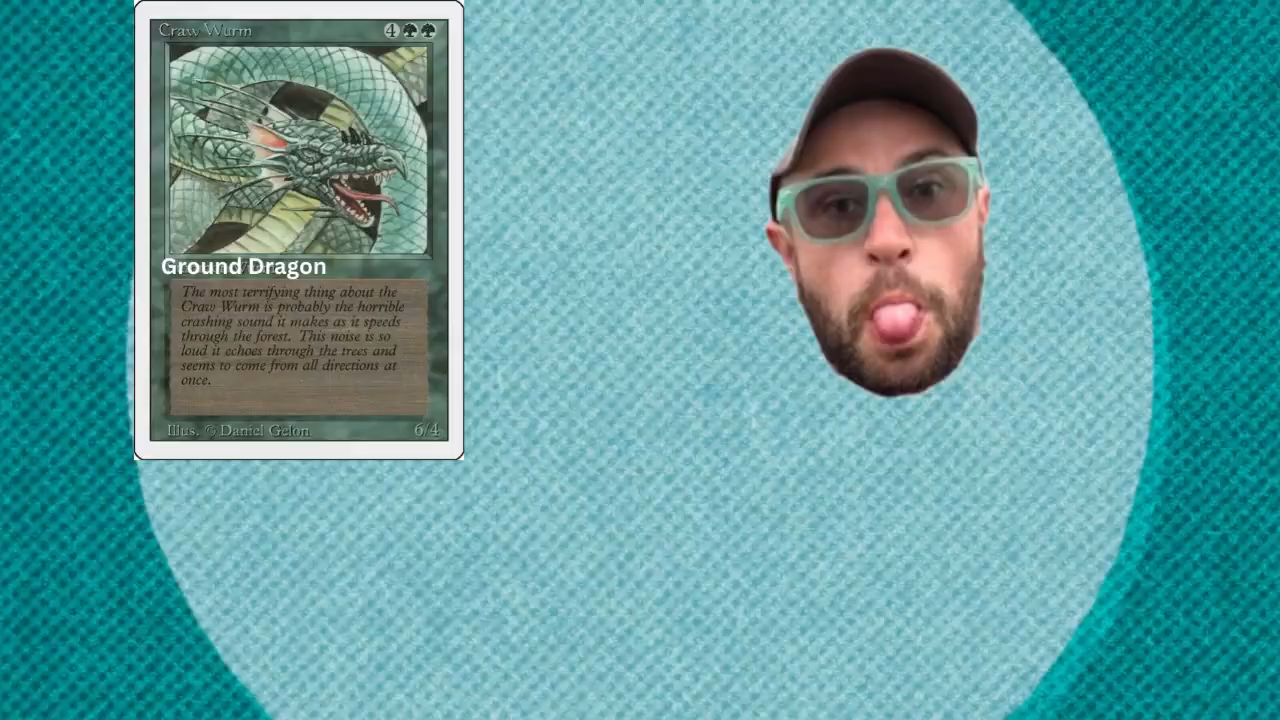 Craw Wurm 4
Ground Dragon
The most terrifying thing about the
Craw Wurm is probably the horrible
crashing sound it makes as it speeds
through the forest. This noise is so
loud it echoes through the trees and
seems to come from all directions at
once.
Illus. © Daniel Gelon 6/4